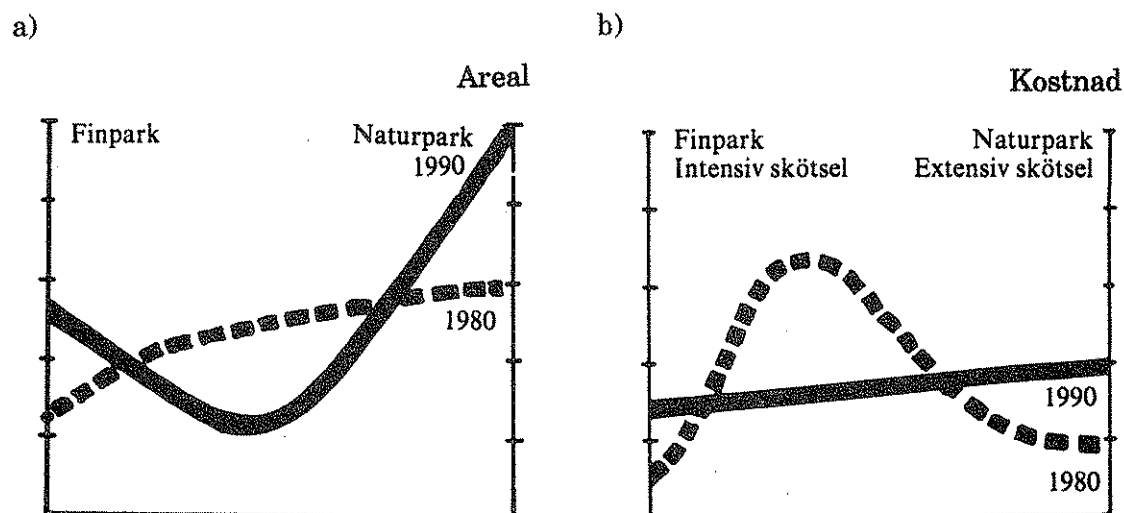 a)
Areal
Finpark
Naturpark
1990
1980
b)
Kostnad
Finpark
Intensiv skötsel
Naturpark
Extensiv skötsel
1990
1980